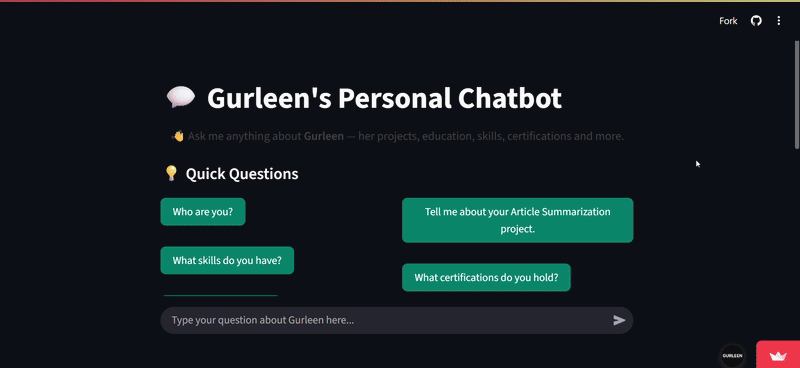 Fork
Gurleen's Personal Chatbot
Ask me anything about Gurleen — her projects, education, skills, certifications and more.
Quick Questions
Who are you?
Tell me about your Article Summarization
project.
What skills do you have?
What certifications do you hold?
Type your question about Gurleen here...
GURLEEN